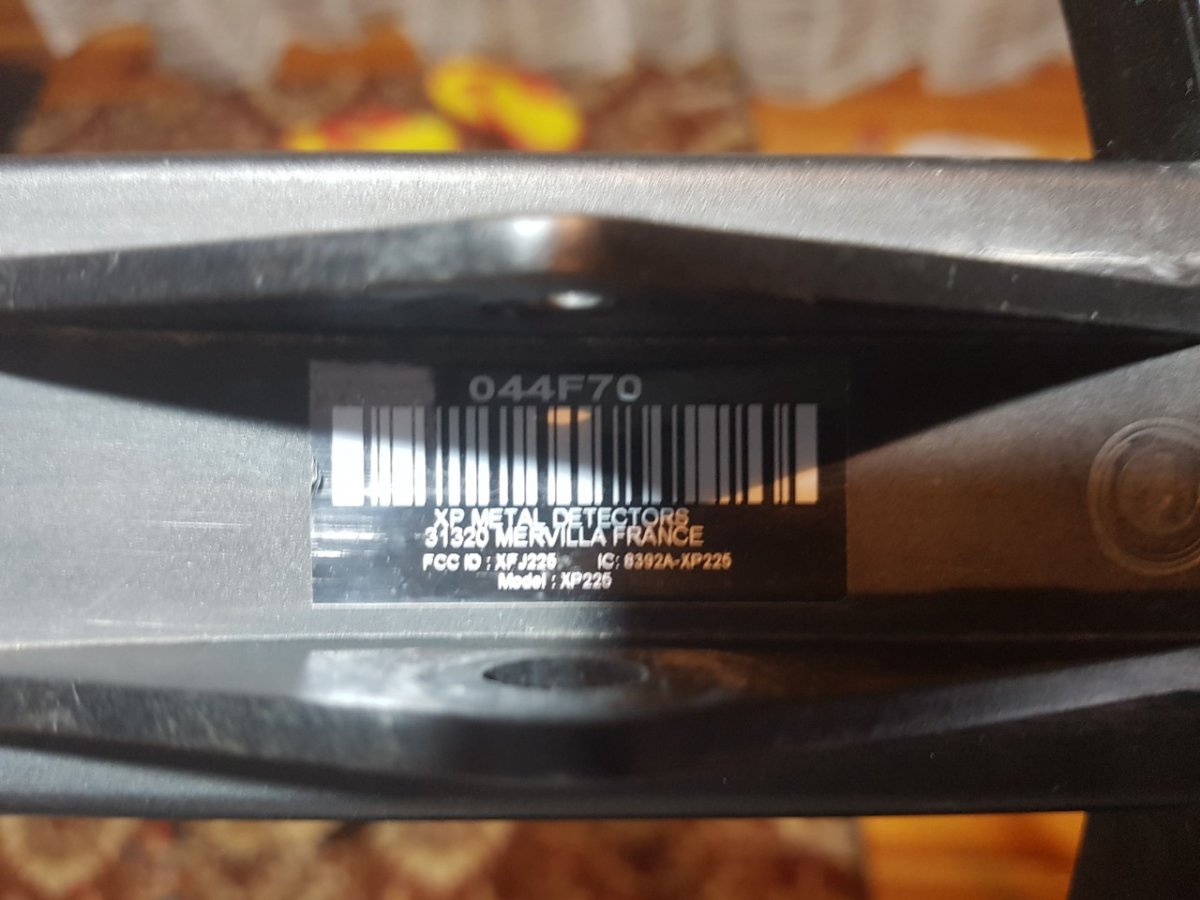 044F70
XP METAL DETECTORS
31320 MERVILLA FRANCE
FCC ID : XFJ225 IC: 8392A-XP225
Model : XP225